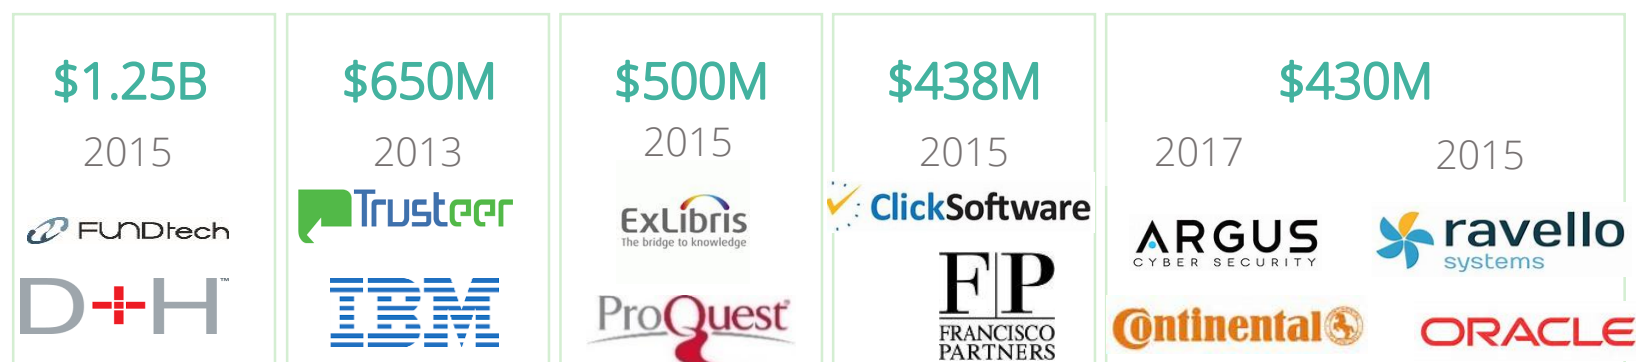 $1.25B
2015
FUNDtech
D+H™
$650M
2013
Trusteer
IBM
$500M
2015
ExLibris
The bridge to knowledge
ProQuest
$438M
2015
ClickSoftware
FP
FRANCISCO
PARTNERS
$430M
2017
ARGUS
CYBER SECURITY
Continental
2015
ravello
systems
ORACLE